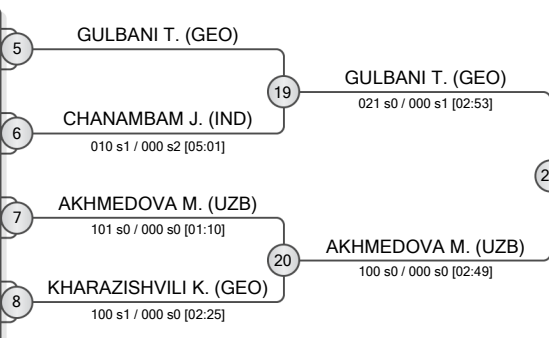 5
GULBANI T. (GEO)
19
GULBANI T. (GEO)
021 s0 / 000 s1 [02:53]
6
CHANAMBAM J. (IND)
010 s1 / 000 s2 [05:01]
7
AKHMEDOVA M. (UZB)
101 s0 / 000 s0 [01:10]
20
AKHMEDOVA M. (UZB)
100 s0 / 000 s0 [02:49]
8
KHARAZISHVILI K. (GEO)
100 s1 / 000 s0 [02:25]